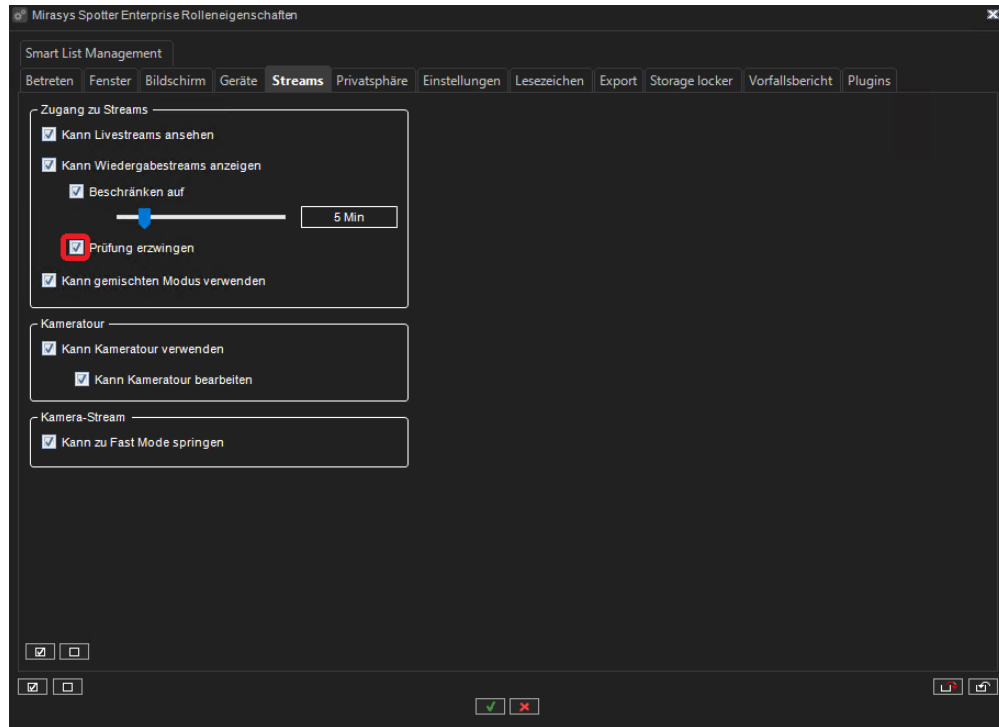 Mirasys Spotter Enterprise Rolleneigenschaften
Smart List Management
Betreten Fenster Bildschirm Geräte Streams Privatsphäre Einstellungen Lesezeichen Export Storage locker Vorfallsbericht Plugins
Zugang zu Streams
Kann Livestreams ansehen
Kann Wiedergabestreams anzeigen
Beschränken auf
5 Min
Prüfung erzwingen
Kann gemischten Modus verwenden
Kameratour
Kann Kameratour verwenden
Kann Kameratour bearbeiten
Kamera-Stream
Kann zu Fast Mode springen